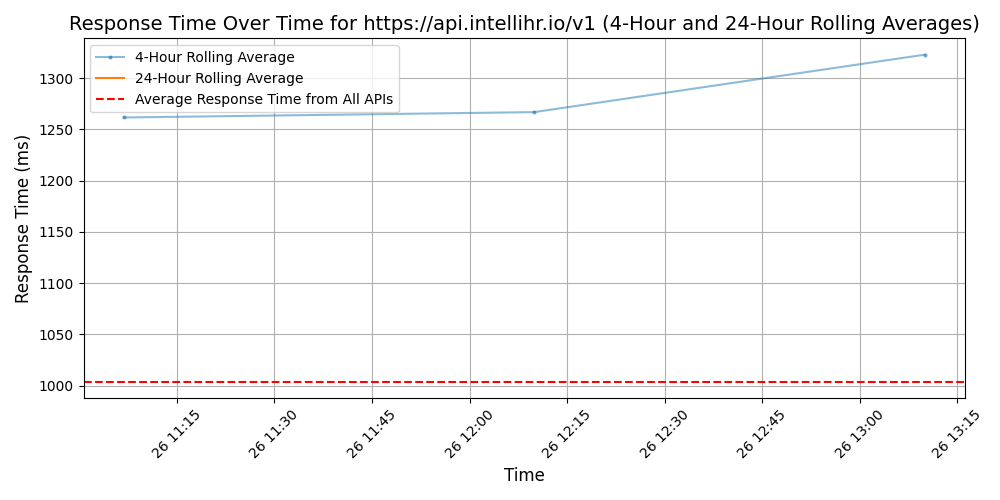 Response Time Over Time for https://api.intellihr.io/v1 (4-Hour and 24-Hour Rolling Averages)
4-Hour Rolling Average
24-Hour Rolling Average
Average Response Time from All APIs
Response Time (ms)
1300
1250
1200
1150
1100
1050
1000
26 11:15
26 11:30
26 11:45
26 12:00
26 12:15
26 12:30
26 12:45
26 13:00
26 13:15
Time